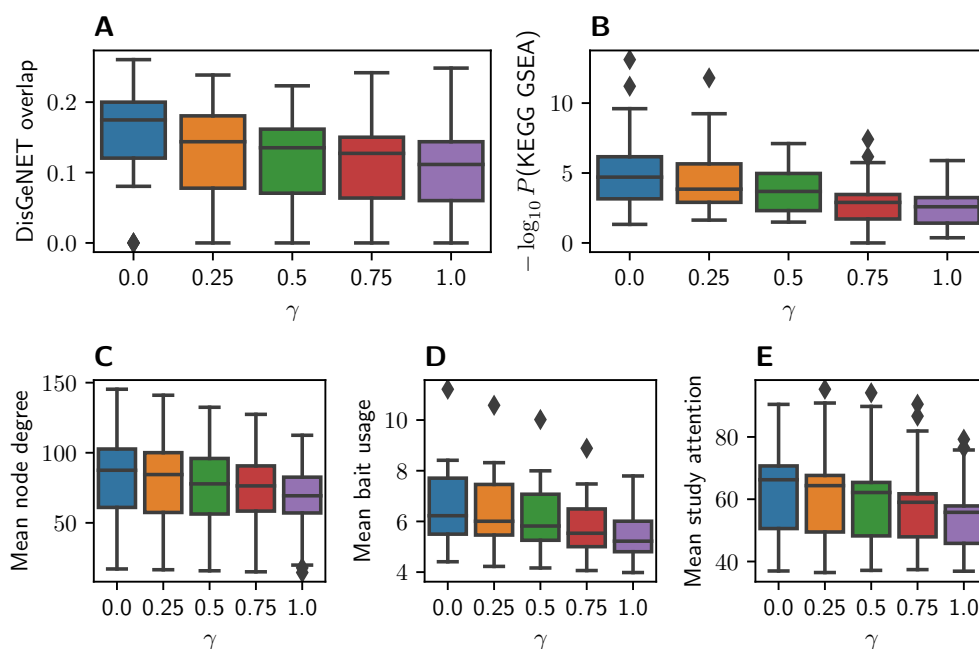 A
DisGeNET overlap
0.2
0.1
0.0
0.0 0.25 0.5 0.75 1.0
γ
B
− log10 P(KEGG GSEA)
10
5
0
0.0 0.25 0.5 0.75 1.0
γ
C
Mean node degree
150
100
50
0.0 0.25 0.5 0.75 1.0
γ
D
Mean bait usage
10
8
6
4
0.0 0.25 0.5 0.75 1.0
γ
E
Mean study attention
80
60
40
0.0 0.25 0.5 0.75 1.0
γ